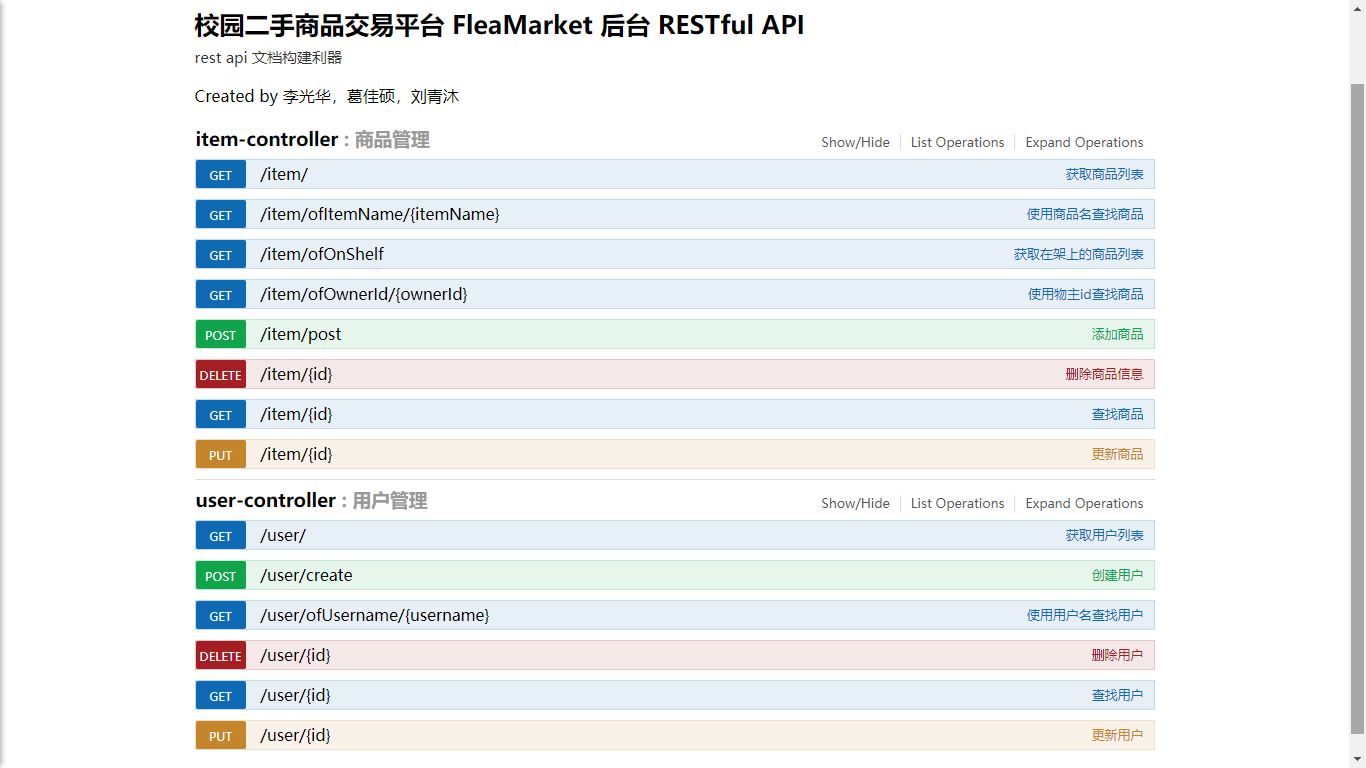 校园二手商品交易平台 FleaMarket 后台 RESTful API
rest api 文档构建利器
Created by 李光华，葛佳硕，刘青沐
item-controller : 商品管理 Show/Hide List Operations Expand Operations
GET /item/ 获取商品列表
GET /item/ofItemName/{itemName} 使用商品名查找商品
GET /item/ofOnShelf 获取在架上的商品列表
GET /item/ofOwnerId/{ownerId} 使用物主id查找商品
POST /item/post 添加商品
DELETE /item/{id} 删除商品信息
GET /item/{id} 查找商品
PUT /item/{id} 更新商品
user-controller : 用户管理 Show/Hide List Operations Expand Operations
GET /user/ 获取用户列表
POST /user/create 创建用户
GET /user/ofUsername/{username} 使用用户名查找用户
DELETE /user/{id} 删除用户
GET /user/{id} 查找用户
PUT /user/{id} 更新用户